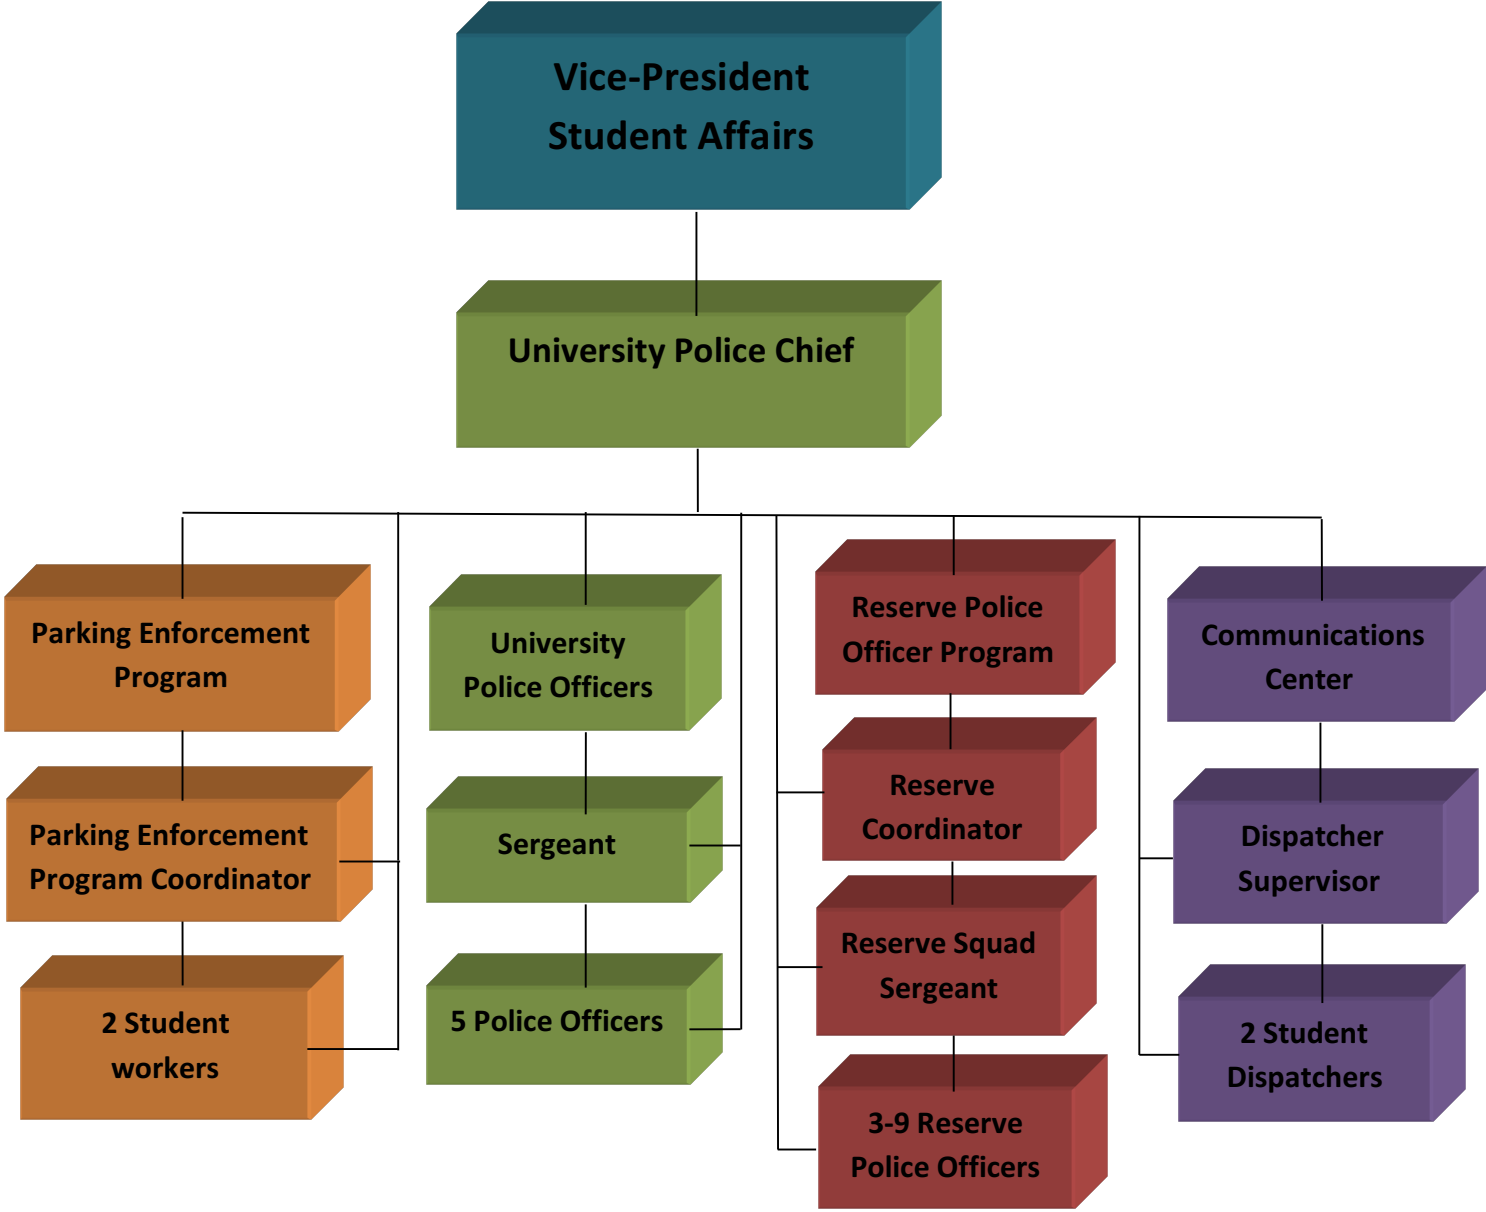 Vice-President
Student Affairs
University Police Chief
Parking Enforcement
Program
Parking Enforcement
Program Coordinator
2 Student
workers
University
Police Officers
Sergeant
5 Police Officers
Reserve Police
Officer Program
Reserve
Coordinator
Reserve Squad
Sergeant
3-9 Reserve
Police Officers
Communications
Center
Dispatcher
Supervisor
2 Student
Dispatchers